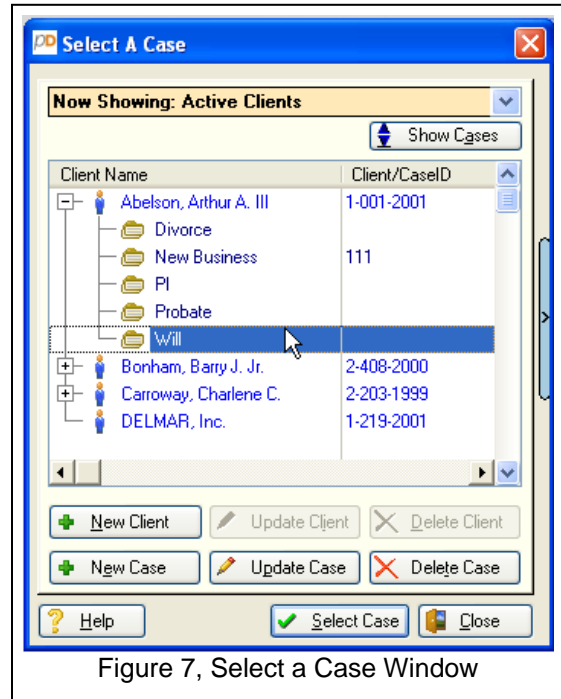 PD Select A Case
Now Showing: Active Clients
Show Cases
Client Name Client/CaseID
Abelson, Arthur A. III 1-001-2001
Divorce
New Business 111
PI
Probate
Will
Bonham, Barry J. Jr. 2-408-2000
Carroway, Charlene C. 2-203-1999
DELMAR, Inc. 1-219-2001
New Client Update Client Delete Client
New Case Update Case Delete Case
Help Select Case Close
Figure 7, Select a Case Window